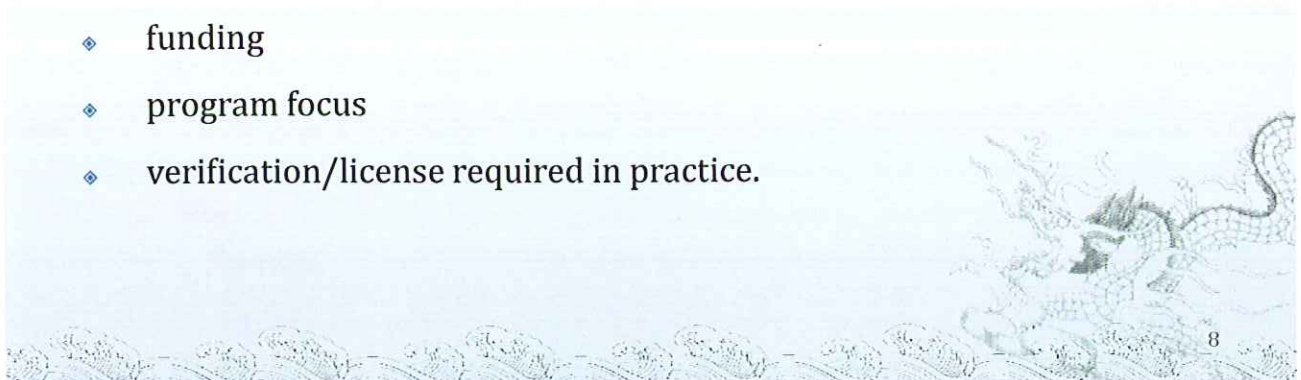 funding
program focus
verification/license required in practice.
8